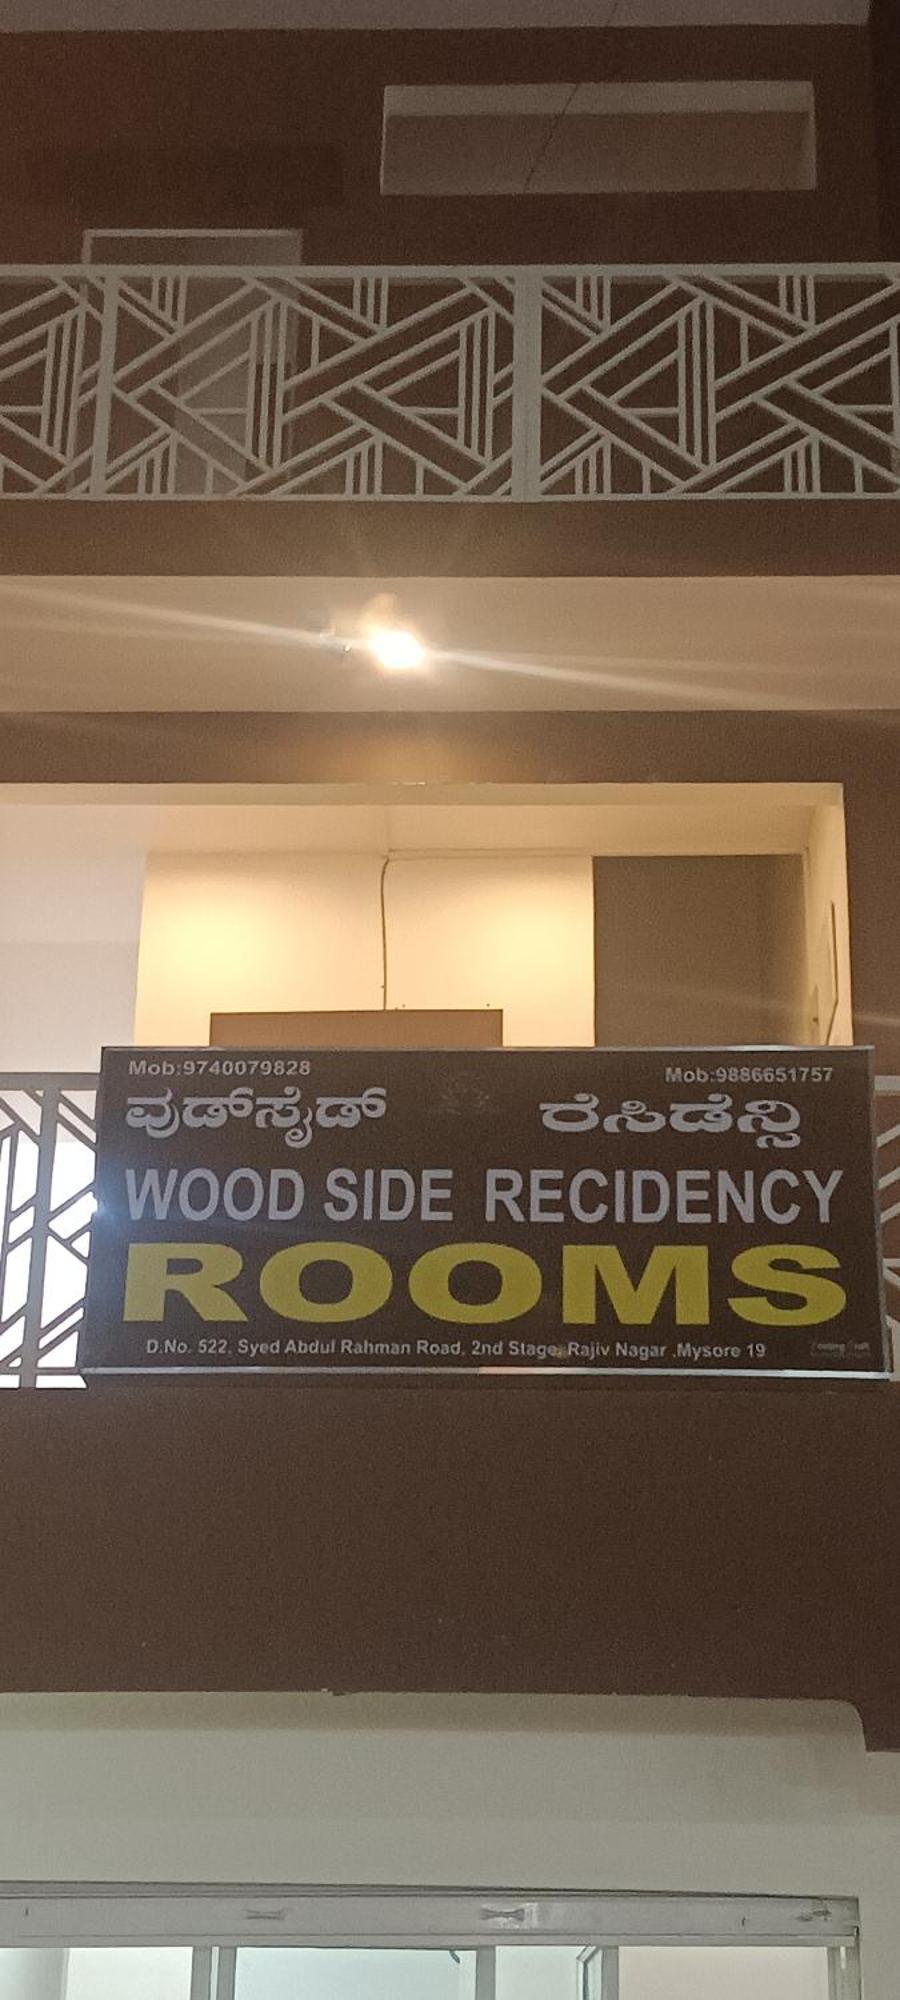 Mob:9740079828 Mob:9886651757
ವುಡ್‌ಸೈಡ್ ರೆಸಿಡೆನ್ಸಿ
WOOD SIDE RECIDENCY
ROOMS
D.No. 522, Syed Abdul Rahman Road, 2nd Stage, Rajiv Nagar ,Mysore 19